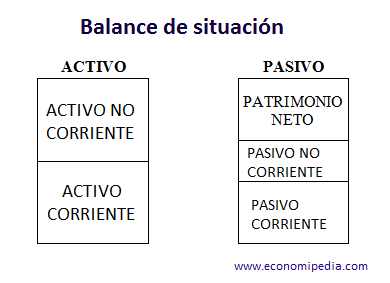 Balance de situación
ACTIVO
ACTIVO NO
CORRIENTE
ACTIVO
CORRIENTE
PASIVO
PATRIMONIO
NETO
PASIVO NO
CORRIENTE
PASIVO
CORRIENTE
www.economipedia.com